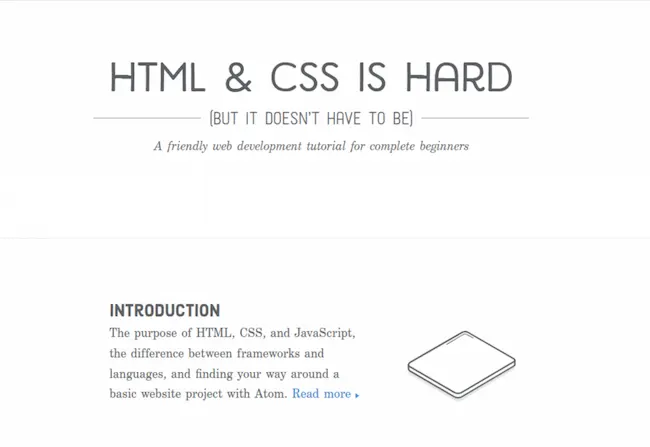 HTML & CSS IS HARD
(BUT IT DOESN'T HAVE TO BE)
A friendly web development tutorial for complete beginners
INTRODUCTION
The purpose of HTML, CSS, and JavaScript,
the difference between frameworks and
languages, and finding your way around a
basic website project with Atom. Read more ▸